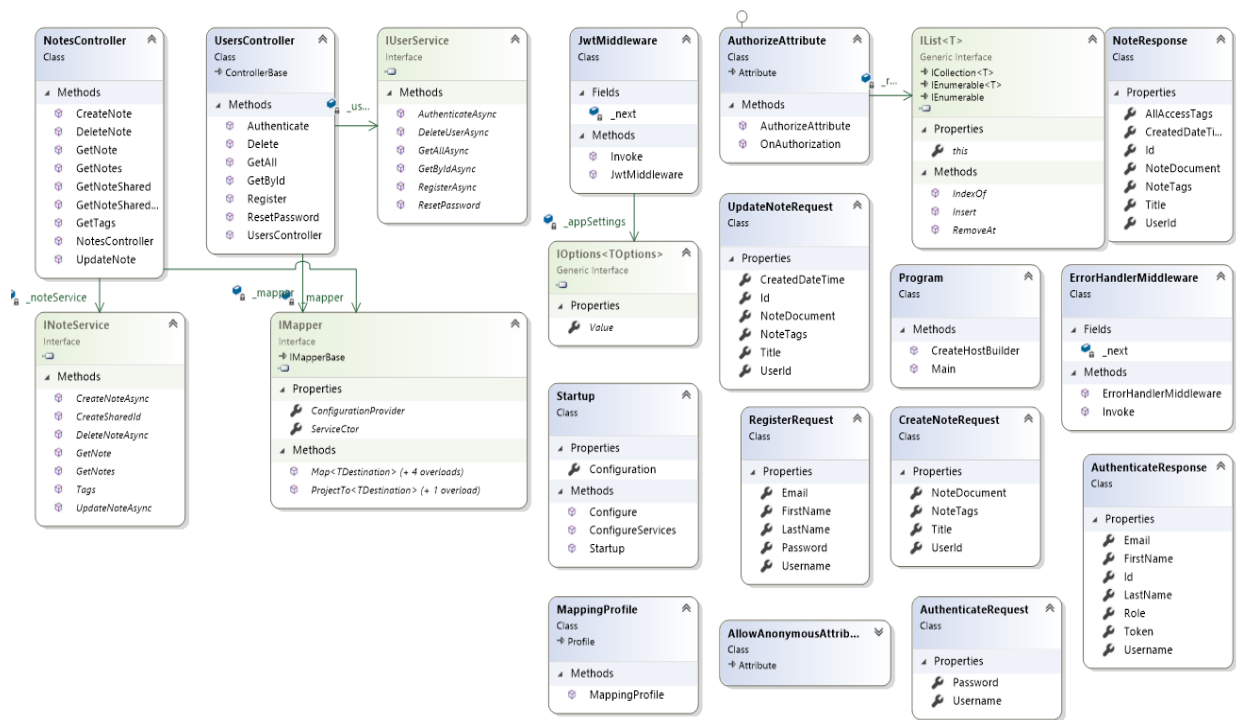 NotesController
Class
Methods
CreateNote
DeleteNote
GetNote
GetNotes
GetNoteShared
GetNoteShared...
GetTags
NotesController
UpdateNote
UsersController
Class
ControllerBase
Methods
Authenticate
Delete
GetAll
GetById
Register
ResetPassword
UsersController
_us...
IUserService
Interface
Methods
AuthenticateAsync
DeleteUserAsync
GetAllAsync
GetByIdAsync
RegisterAsync
ResetPassword
JwtMiddleware
Class
Fields
_next
Methods
Invoke
JwtMiddleware
_appSettings
AuthorizeAttribute
Class
Attribute
Methods
AuthorizeAttribute
OnAuthorization
_r...
IList<T>
Generic Interface
ICollection<T>
IEnumerable<T>
IEnumerable
Properties
this
Methods
IndexOf
Insert
RemoveAt
NoteResponse
Class
Properties
AllAccessTags
CreatedDateTi...
Id
NoteDocument
NoteTags
Title
UserId
_noteService
_mapper
_mapper
INoteService
Interface
Methods
CreateNoteAsync
CreateSharedId
DeleteNoteAsync
GetNote
GetNotes
Tags
UpdateNoteAsync
IMapper
Interface
IMapperBase
Properties
ConfigurationProvider
ServiceCtor
Methods
Map<TDestination> (+ 4 overloads)
ProjectTo<TDestination> (+ 1 overload)
IOptions<TOptions>
Generic Interface
Properties
Value
UpdateNoteRequest
Class
Properties
CreatedDateTime
Id
NoteDocument
NoteTags
Title
UserId
Program
Class
Methods
CreateHostBuilder
Main
ErrorHandlerMiddleware
Class
Fields
_next
Methods
ErrorHandlerMiddleware
Invoke
Startup
Class
Properties
Configuration
Methods
Configure
ConfigureServices
Startup
RegisterRequest
Class
Properties
Email
FirstName
LastName
Password
Username
CreateNoteRequest
Class
Properties
NoteDocument
NoteTags
Title
UserId
AuthenticateResponse
Class
Properties
Email
FirstName
Id
LastName
Role
Token
Username
MappingProfile
Class
Profile
Methods
MappingProfile
AllowAnonymousAttrib...
Class
Attribute
AuthenticateRequest
Class
Properties
Password
Username